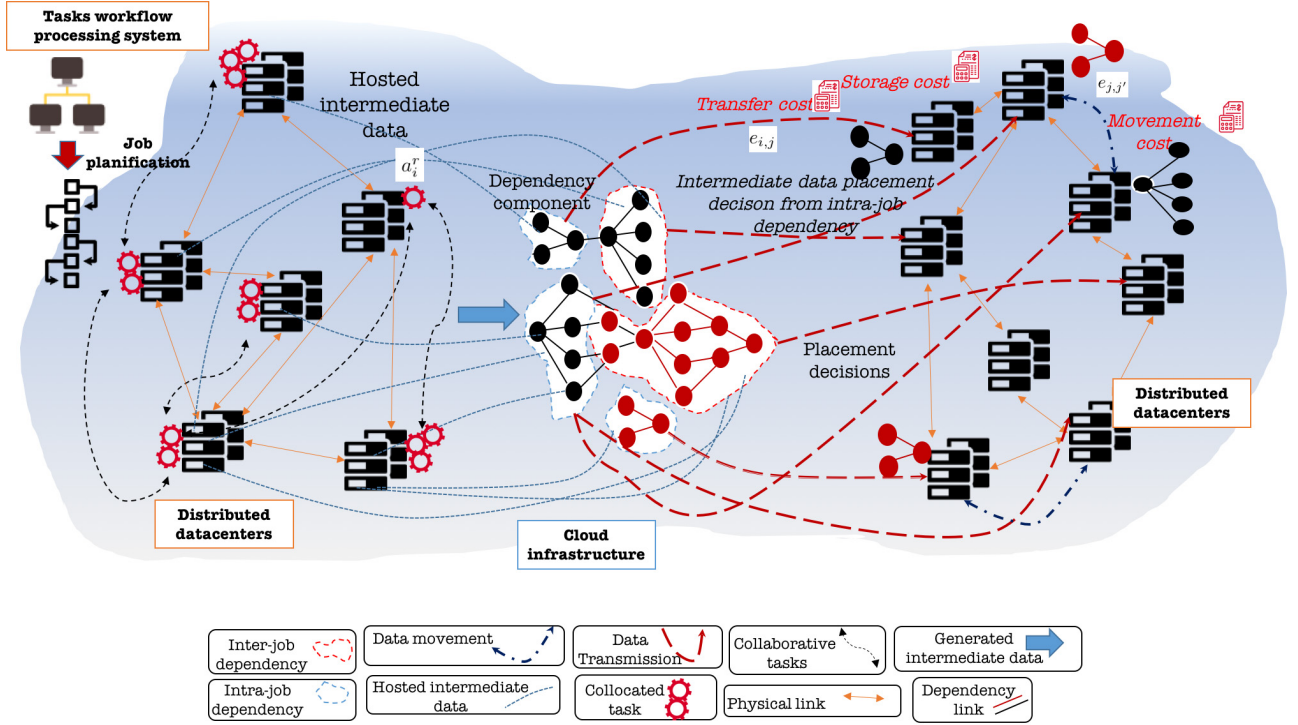 Tasks workflow
processing system
Job
planification
Hosted
intermediate
data
a_i^r
Dependency
component
Transfer cost
Storage cost
e_{i,j}
e_{j,j'}
Movement
cost
Intermediate data placement
decison from intra-job
dependency
Placement
decisions
Distributed
datacenters
Distributed
datacenters
Cloud
infrastructure
Inter-job
dependency
Data movement
Data
Transmission
Collaborative
tasks
Generated
intermediate data
Intra-job
dependency
Hosted intermediate
data
Collocated
task
Physical link
Dependency
link